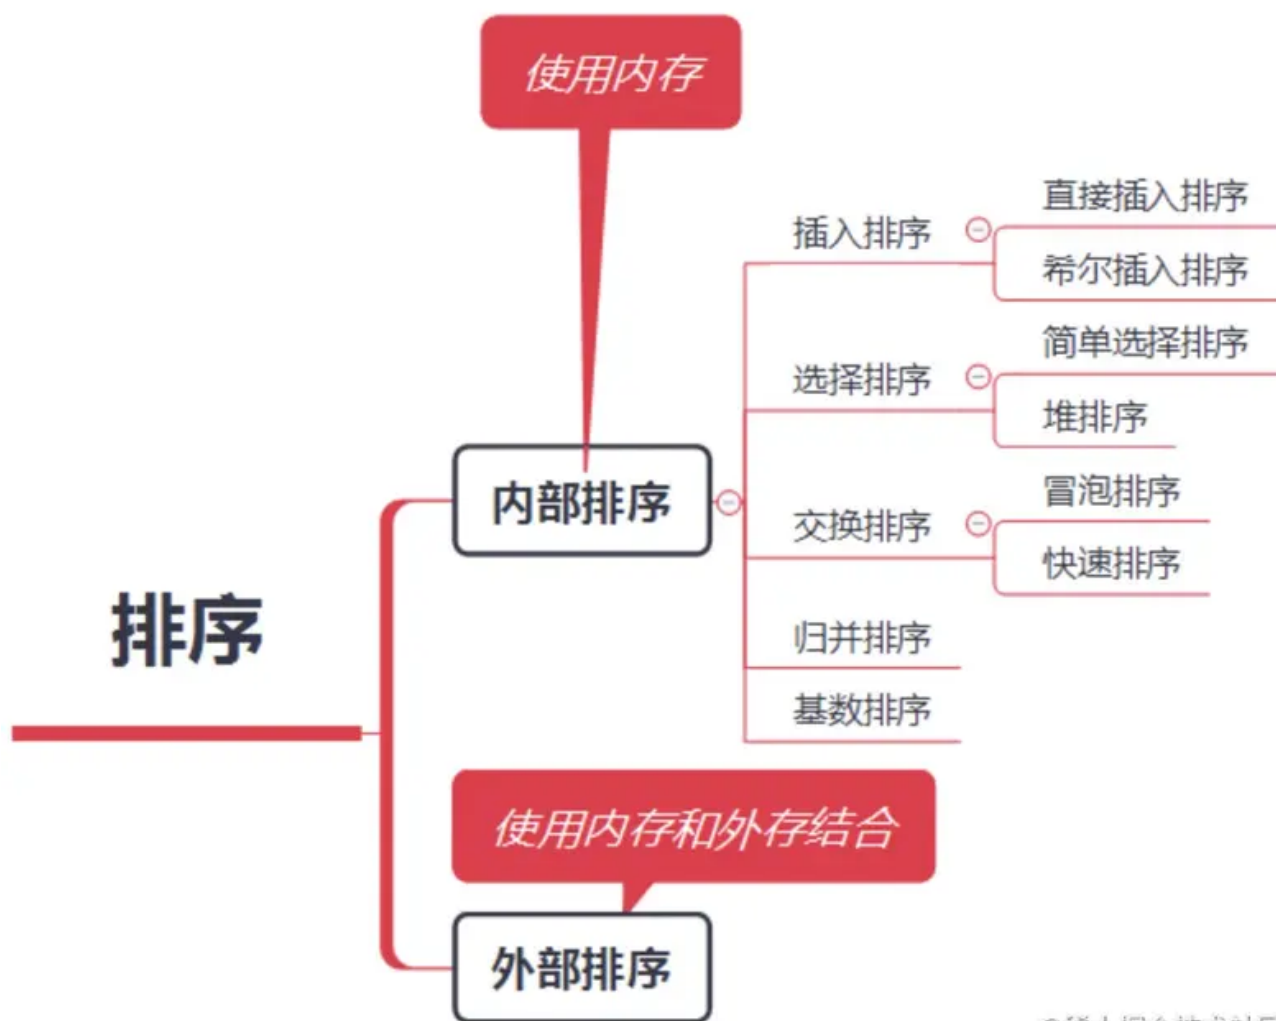 使用内存
直接插入排序
插入排序
希尔插入排序
简单选择排序
选择排序
堆排序
内部排序
冒泡排序
交换排序
快速排序
排序
归并排序
基数排序
使用内存和外存结合
外部排序